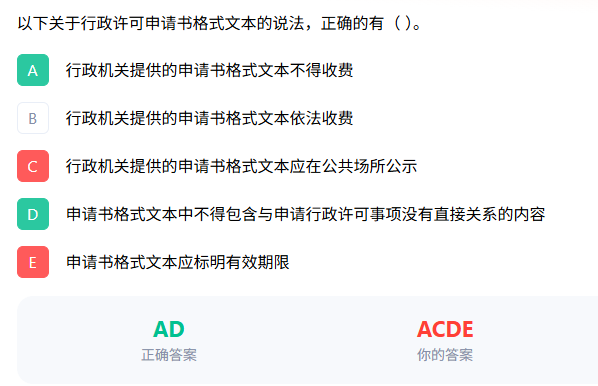 以下关于行政许可申请书格式文本的说法，正确的有（ ）。
A 行政机关提供的申请书格式文本不得收费
B 行政机关提供的申请书格式文本依法收费
C 行政机关提供的申请书格式文本应在公共场所公示
D 申请书格式文本中不得包含与申请行政许可事项没有直接关系的内容
E 申请书格式文本应标明有效期限
AD ACDE
正确答案 你的答案